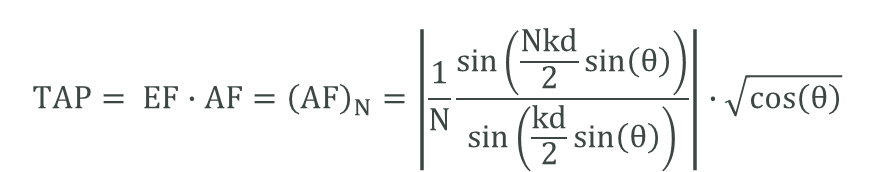 TAP = EF · AF = (AF)_N = |1/N sin(Nkd/2 sin(θ)) / sin(kd/2 sin(θ))| · √cos(θ)